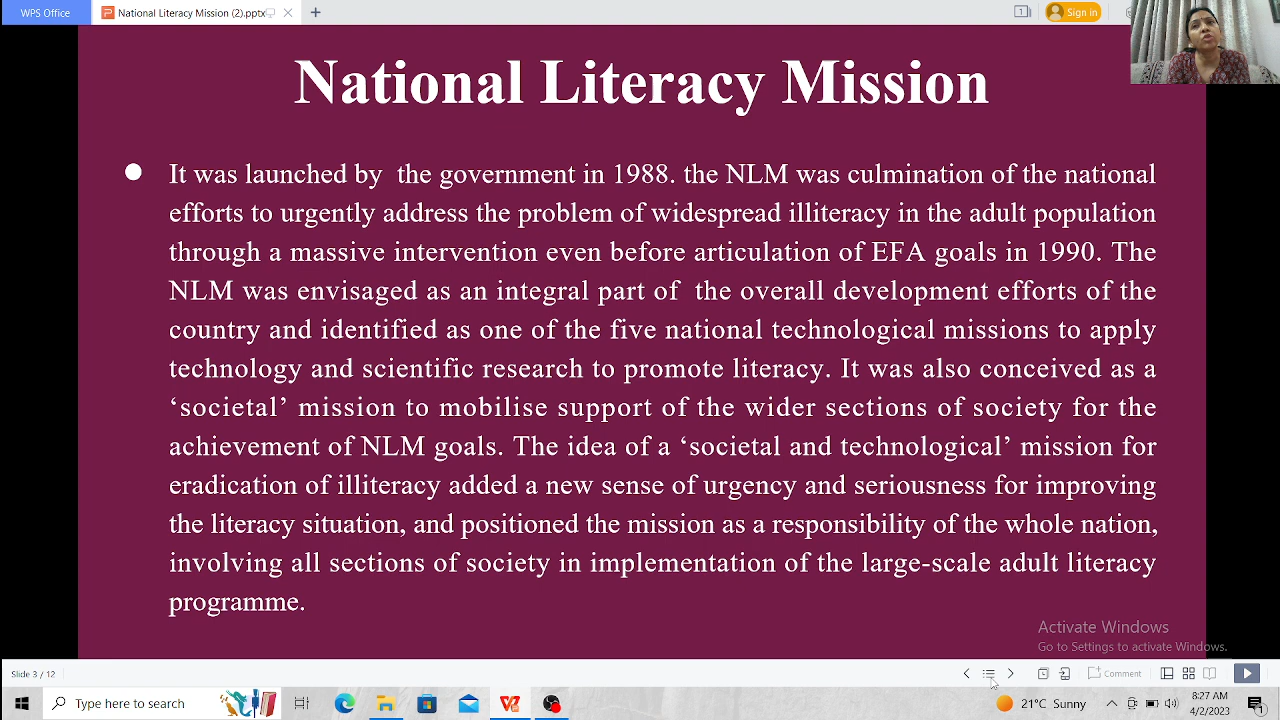 WPS Office
National Literacy Mission (2).pptx
Sign in
National Literacy Mission
It was launched by the government in 1988. the NLM was culmination of the national
efforts to urgently address the problem of widespread illiteracy in the adult population
through a massive intervention even before articulation of EFA goals in 1990. The
NLM was envisaged as an integral part of the overall development efforts of the
country and identified as one of the five national technological missions to apply
technology and scientific research to promote literacy. It was also conceived as a
‘societal’ mission to mobilise support of the wider sections of society for the
achievement of NLM goals. The idea of a ‘societal and technological’ mission for
eradication of illiteracy added a new sense of urgency and seriousness for improving
the literacy situation, and positioned the mission as a responsibility of the whole nation,
involving all sections of society in implementation of the large-scale adult literacy
programme.
Activate Windows
Go to Settings to activate Windows.
Slide 3 / 12
Comment
Type here to search
21°C Sunny
8:27 AM
4/2/2023